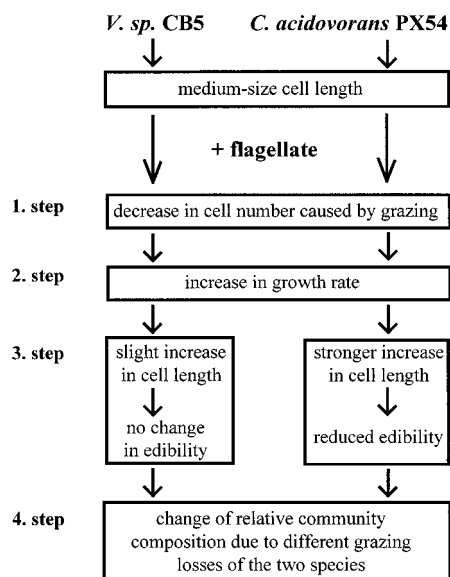 V. sp. CB5 C. acidovorans PX54
medium-size cell length
+ flagellate
1. step decrease in cell number caused by grazing
2. step increase in growth rate
3. step
slight increase
in cell length
no change
in edibility
stronger increase
in cell length
reduced edibility
4. step change of relative community
composition due to different grazing
losses of the two species